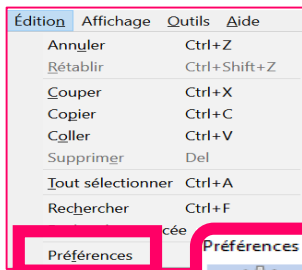 Édition Affichage Outils Aide
Annuler Ctrl+Z
Rétablir Ctrl+Shift+Z
Couper Ctrl+X
Copier Ctrl+C
Coller Ctrl+V
Supprimer Del
Tout sélectionner Ctrl+A
Rechercher Ctrl+F
cée
Préférences
Préférences